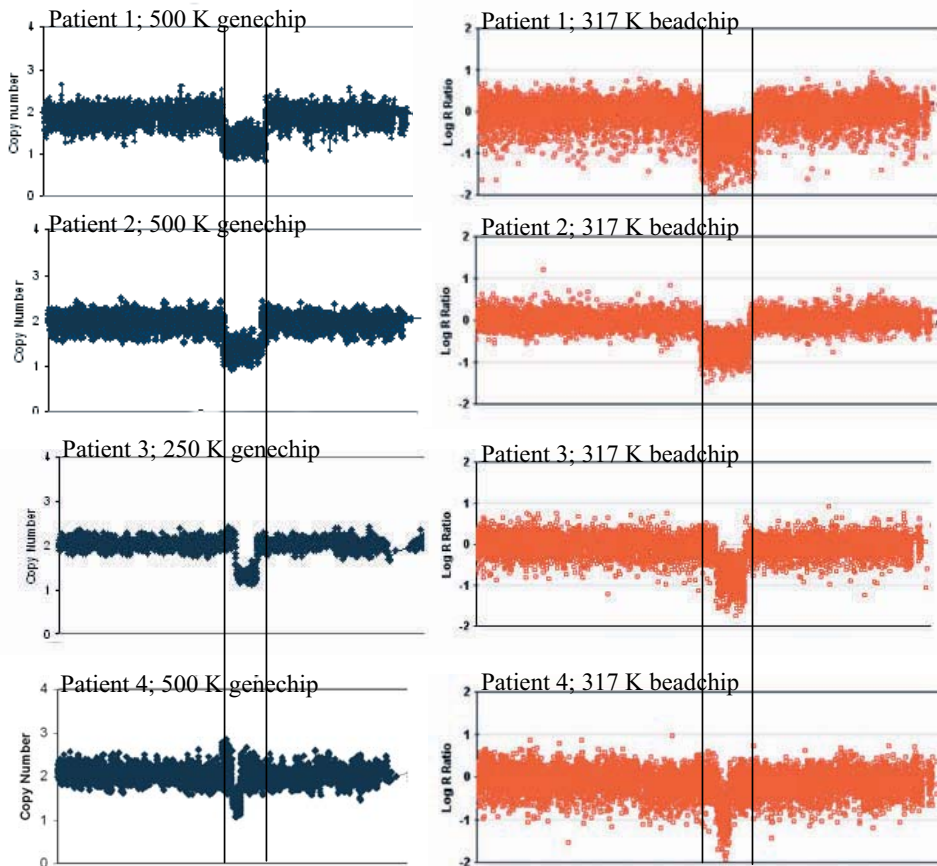 Patient 1; 500 K genechip
Copy number
4
3
2
1
0
Patient 1; 317 K beadchip
Log R Ratio
2
1
0
-1
-2
Patient 2; 500 K genechip
Copy Number
4
3
2
1
0
Patient 2; 317 K beadchip
Log R Ratio
2
1
0
-1
-2
Patient 3; 250 K genechip
Copy Number
4
3
2
1
0
Patient 3; 317 K beadchip
Log R Ratio
2
1
0
-1
-2
Patient 4; 500 K genechip
Copy Number
4
3
2
1
0
Patient 4; 317 K beadchip
Log R Ratio
2
1
0
-1
-2